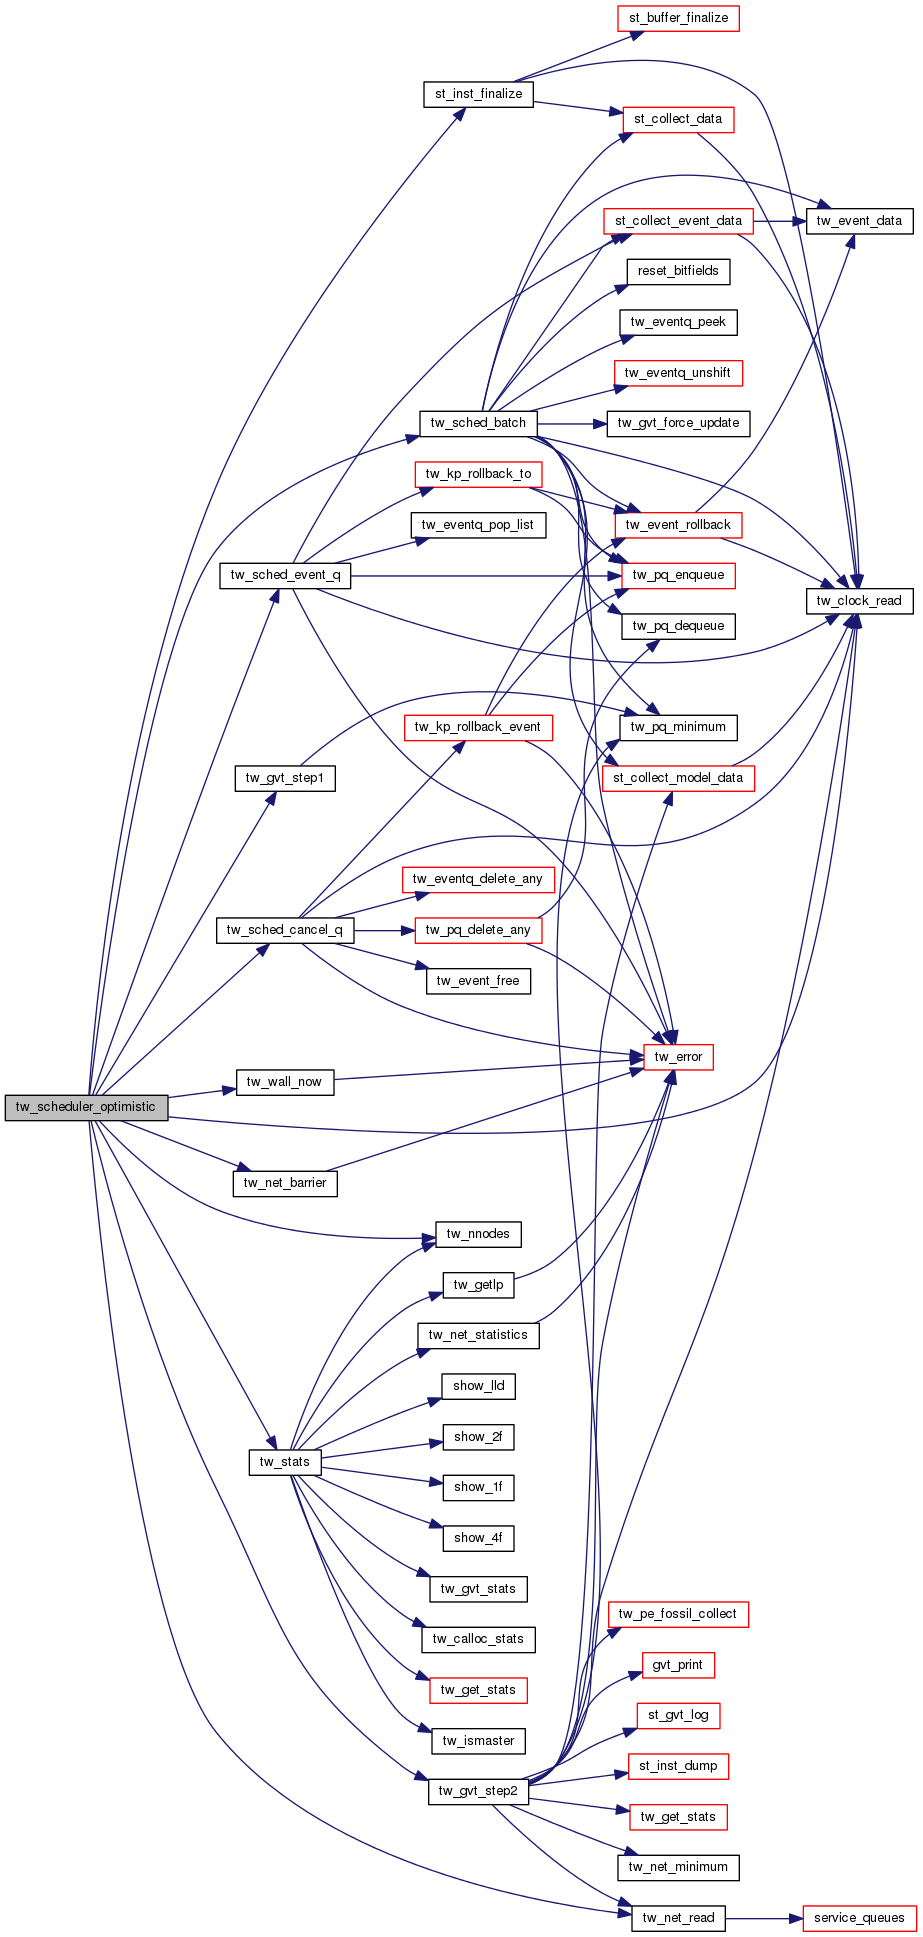 st_buffer_finalize
st_inst_finalize
st_collect_data
st_collect_event_data
tw_event_data
reset_bitfields
tw_eventq_peek
tw_eventq_unshift
tw_sched_batch
tw_gvt_force_update
tw_kp_rollback_to
tw_eventq_pop_list
tw_event_rollback
tw_sched_event_q
tw_pq_enqueue
tw_clock_read
tw_pq_dequeue
tw_kp_rollback_event
tw_pq_minimum
tw_gvt_step1
st_collect_model_data
tw_eventq_delete_any
tw_sched_cancel_q
tw_pq_delete_any
tw_event_free
tw_error
tw_wall_now
tw_scheduler_optimistic
tw_net_barrier
tw_nnodes
tw_getlp
tw_net_statistics
show_lld
show_2f
tw_stats
show_1f
show_4f
tw_gvt_stats
tw_pe_fossil_collect
tw_calloc_stats
gvt_print
tw_get_stats
st_gvt_log
tw_ismaster
st_inst_dump
tw_gvt_step2
tw_get_stats
tw_net_minimum
tw_net_read
service_queues